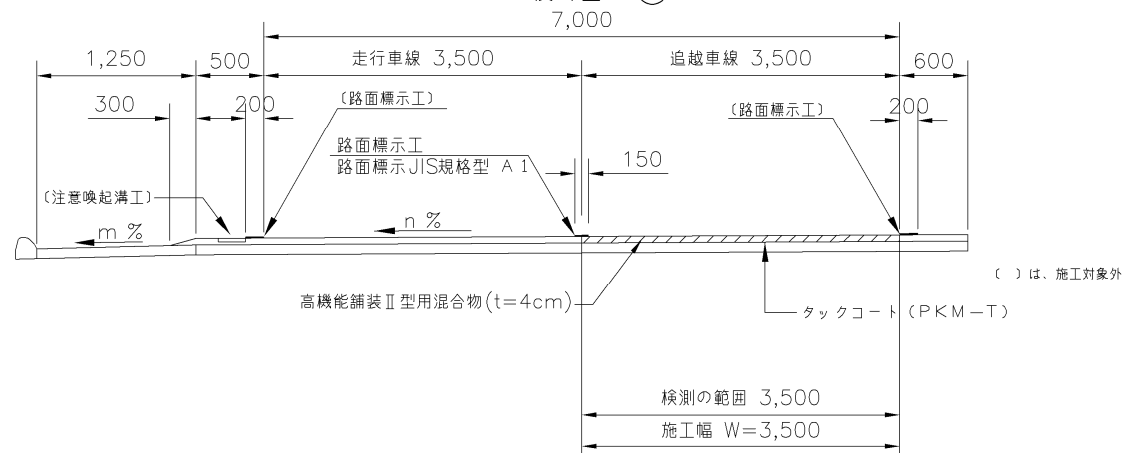 7,000
1,250
500
走行車線 3,500
追越車線 3,500
600
300
200
〔路面標示工〕
〔路面標示工〕
200
路面標示工
路面標示JIS規格型 A1
150
〔注意喚起溝工〕
m %
n %
〔 〕は、施工対象外
高機能舗装Ⅱ型用混合物(t=4cm)
タックコート(PKM-T)
検測の範囲 3,500
施工幅 W=3,500